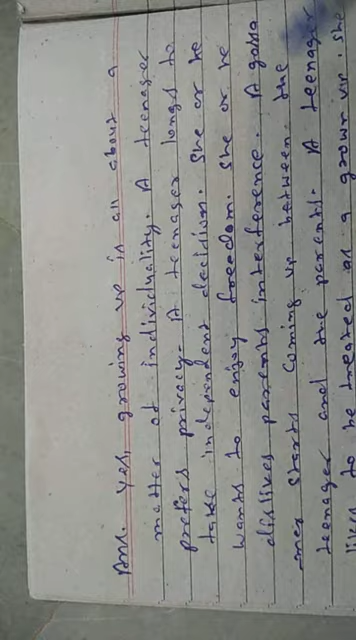 Ans. Yes, growing up is all about a
matter of individuality. A teenager
prefers privacy. A teenager longs to
take independent decision. She or he
wants to enjoy freedom. She or he
dislikes parents interference. A
mes starts coming up between the
teenager and the parents. A teenager
likes to be treated as a grown up. She